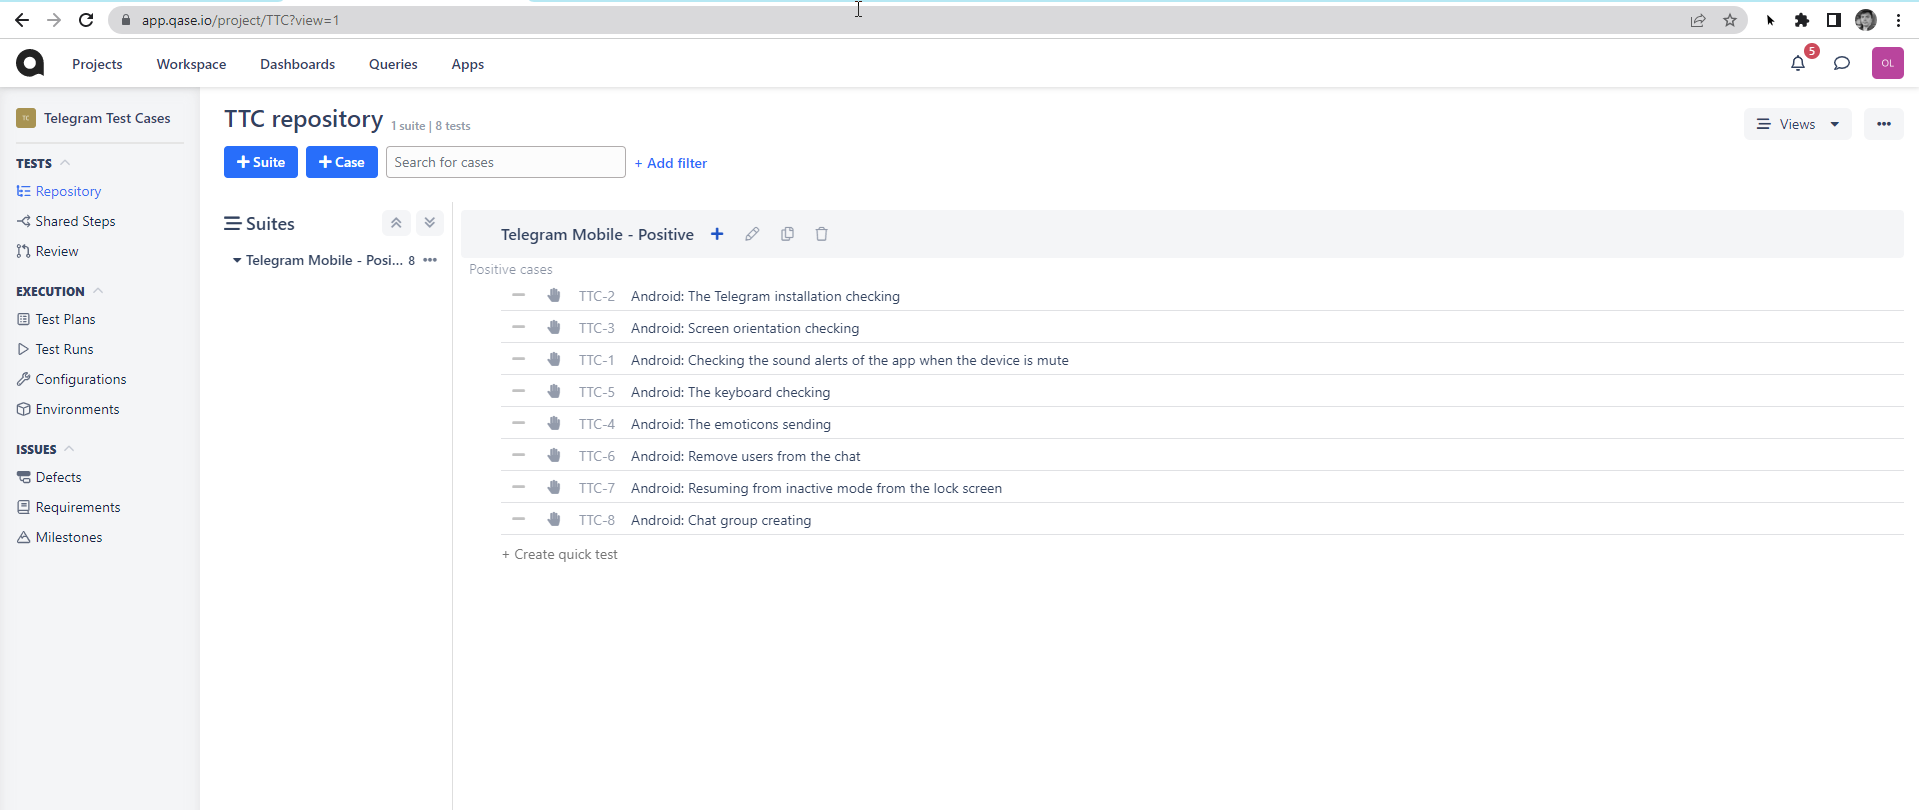 app.qase.io/project/TTC?view=1
Projects Workspace Dashboards Queries Apps 5 OL
TC Telegram Test Cases
TESTS
Repository
Shared Steps
Review
EXECUTION
Test Plans
Test Runs
Configurations
Environments
ISSUES
Defects
Requirements
Milestones
TTC repository 1 suite | 8 tests
Views
Suite Case Search for cases + Add filter
Suites
Telegram Mobile - Posi... 8
Telegram Mobile - Positive
Positive cases
TTC-2 Android: The Telegram installation checking
TTC-3 Android: Screen orientation checking
TTC-1 Android: Checking the sound alerts of the app when the device is mute
TTC-5 Android: The keyboard checking
TTC-4 Android: The emoticons sending
TTC-6 Android: Remove users from the chat
TTC-7 Android: Resuming from inactive mode from the lock screen
TTC-8 Android: Chat group creating
+ Create quick test